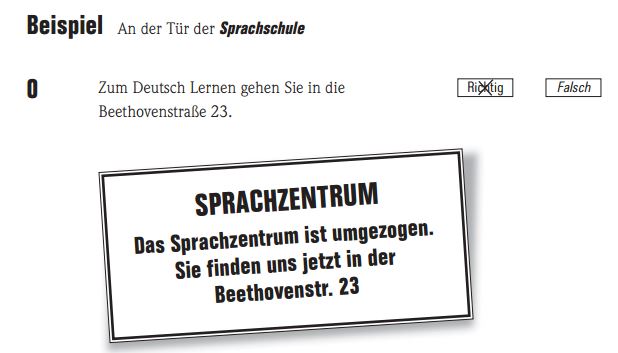 Beispiel An der Tür der Sprachschule
0 Zum Deutsch Lernen gehen Sie in die Richtig Falsch
Beethovenstraße 23.
SPRACHZENTRUM
Das Sprachzentrum ist umgezogen.
Sie finden uns jetzt in der
Beethovenstr. 23